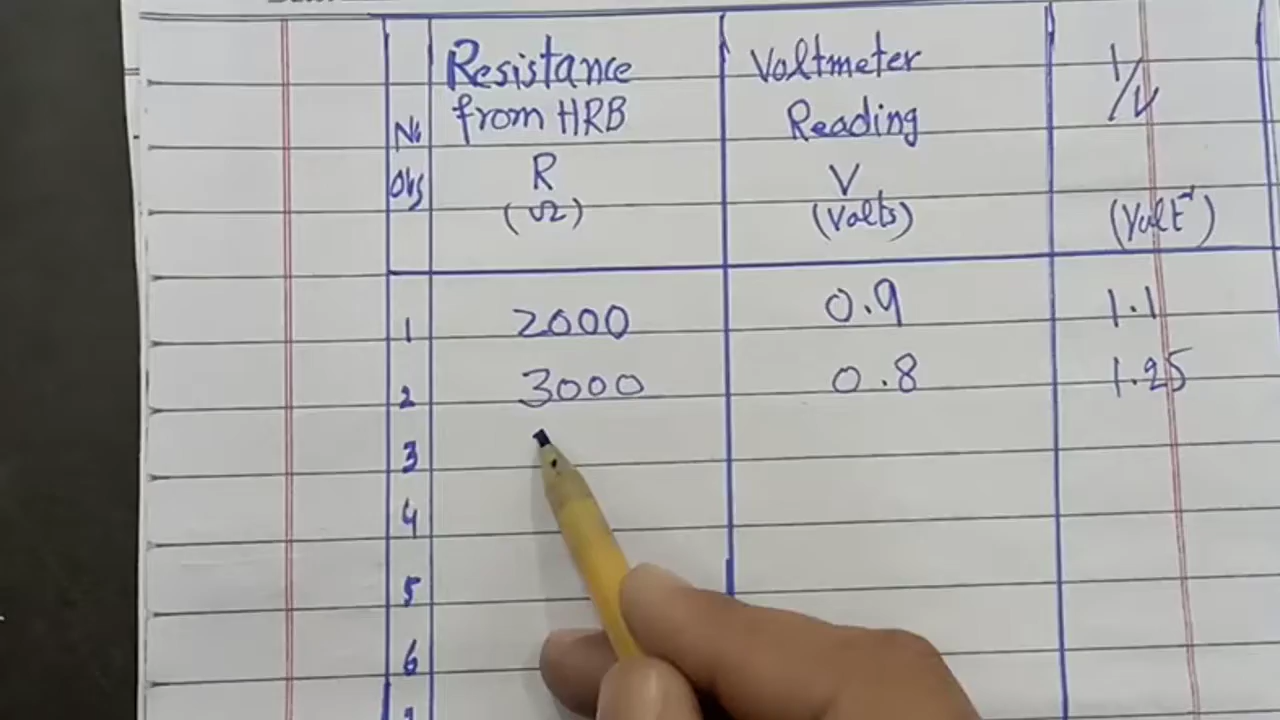 No Obs
Resistance
from HRB
R
(Ω)
Voltmeter
Reading
V
(Volts)
1/V
(Volt⁻¹)
1 2000 0.9 1.1
2 3000 0.8 1.25
3
4
5
6